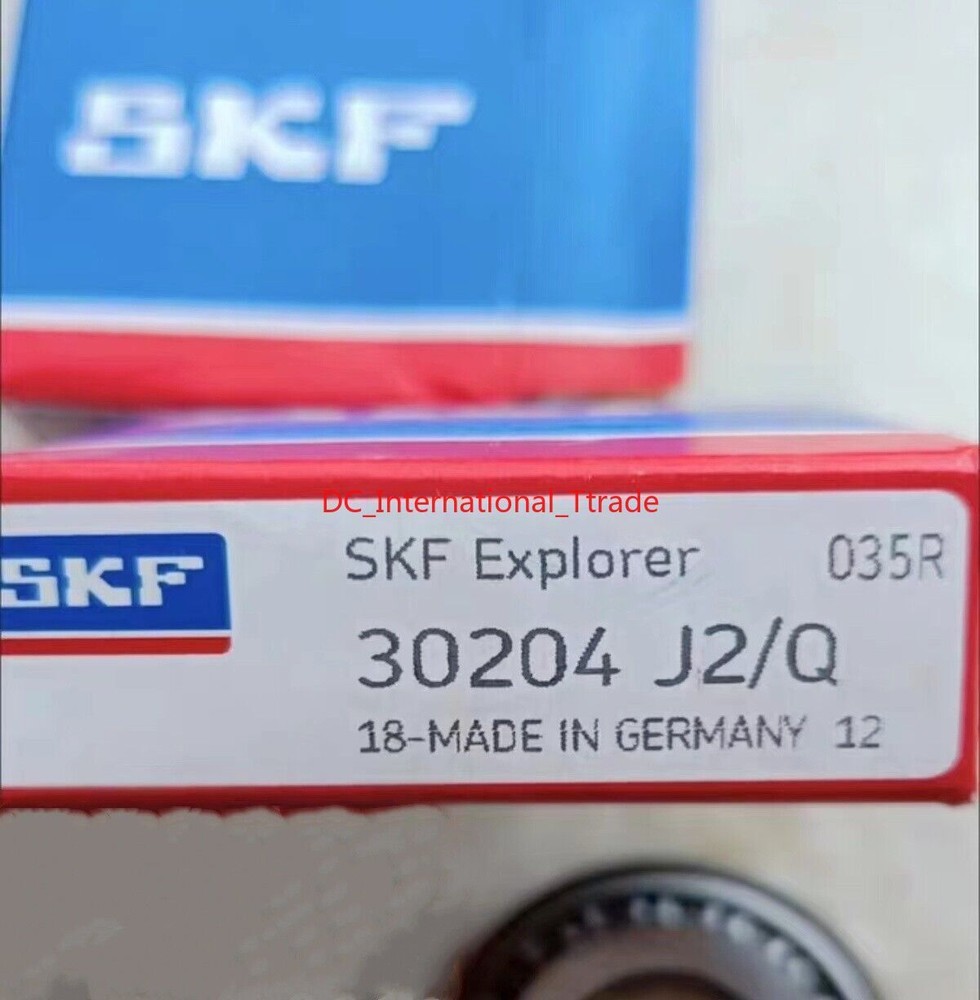 SKF
DC_International_Ttrade
SKF
SKF Explorer 035R
30204 J2/Q
18-MADE IN GERMANY 12